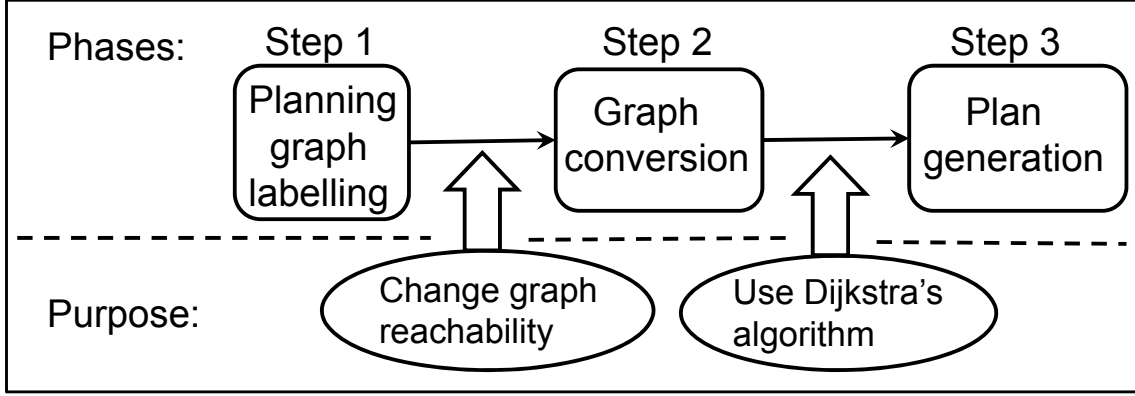 Phases:
Step 1
Step 2
Step 3
Planning
graph
labelling
Graph
conversion
Plan
generation
Purpose:
Change graph
reachability
Use Dijkstra's
algorithm